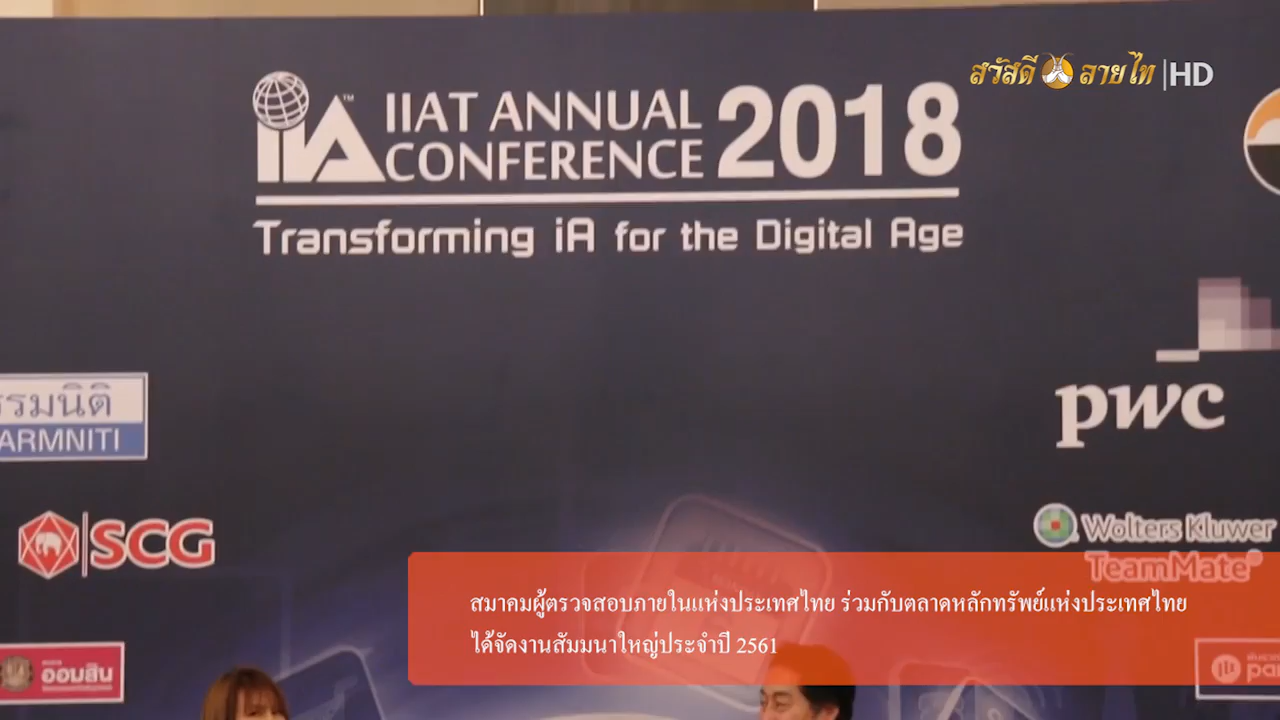 สวัสดี สายไท |HD
iiA™ IIAT ANNUAL
CONFERENCE 2018
Transforming iA for the Digital Age
รรมนิติ
ARMNITI
pwc
SCG
Wolters Kluwer
TeamMate
สมาคมผู้ตรวจสอบภายในแห่งประเทศไทย ร่วมกับตลาดหลักทรัพย์แห่งประเทศไทย
ได้จัดงานสัมมนาใหญ่ประจำปี 2561
ออมสิน